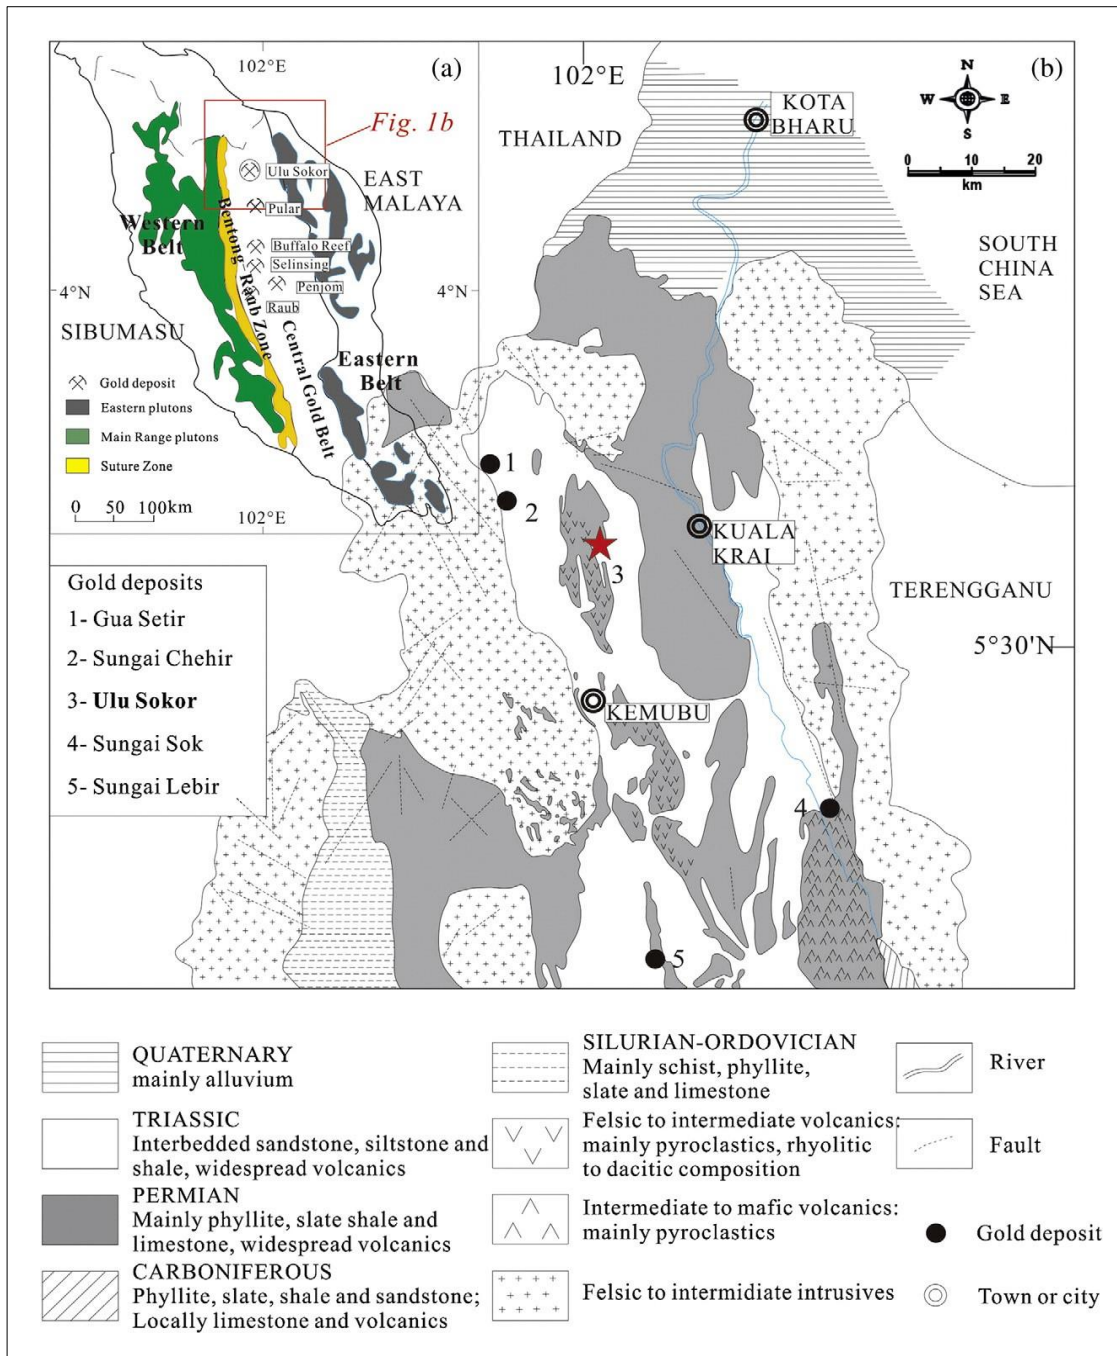 102°E
(a)
Fig. 1b
Ulu Sokor
EAST
MALAYA
Pular
Western
Belt
Bentong-Raub Zone
Buffalo Reef
Selinsing
Penjom
Raub
4°N
4°N
SIBUMASU
Central Gold Belt
Eastern
Belt
Gold deposit
Eastern plutons
Main Range plutons
Suture Zone
0 50 100km
102°E
102°E
(b)
N
W E
S
0 10 20
km
THAILAND
KOTA
BHARU
SOUTH
CHINA
SEA
1
2
3
KUALA
KRAI
TERENGGANU
5°30'N
KEMUBU
4
5
Gold deposits
1- Gua Setir
2- Sungai Chehir
3- Ulu Sokor
4- Sungai Sok
5- Sungai Lebir
QUATERNARY
mainly alluvium
TRIASSIC
Interbedded sandstone, siltstone and
shale, widespread volcanics
PERMIAN
Mainly phyllite, slate shale and
limestone, widespread volcanics
CARBONIFEROUS
Phyllite, slate, shale and sandstone;
Locally limestone and volcanics
SILURIAN-ORDOVICIAN
Mainly schist, phyllite,
slate and limestone
Felsic to intermediate volcanics:
mainly pyroclastics, rhyolitic
to dacitic composition
Intermediate to mafic volcanics:
mainly pyroclastics
Felsic to intermidiate intrusives
River
Fault
Gold deposit
Town or city